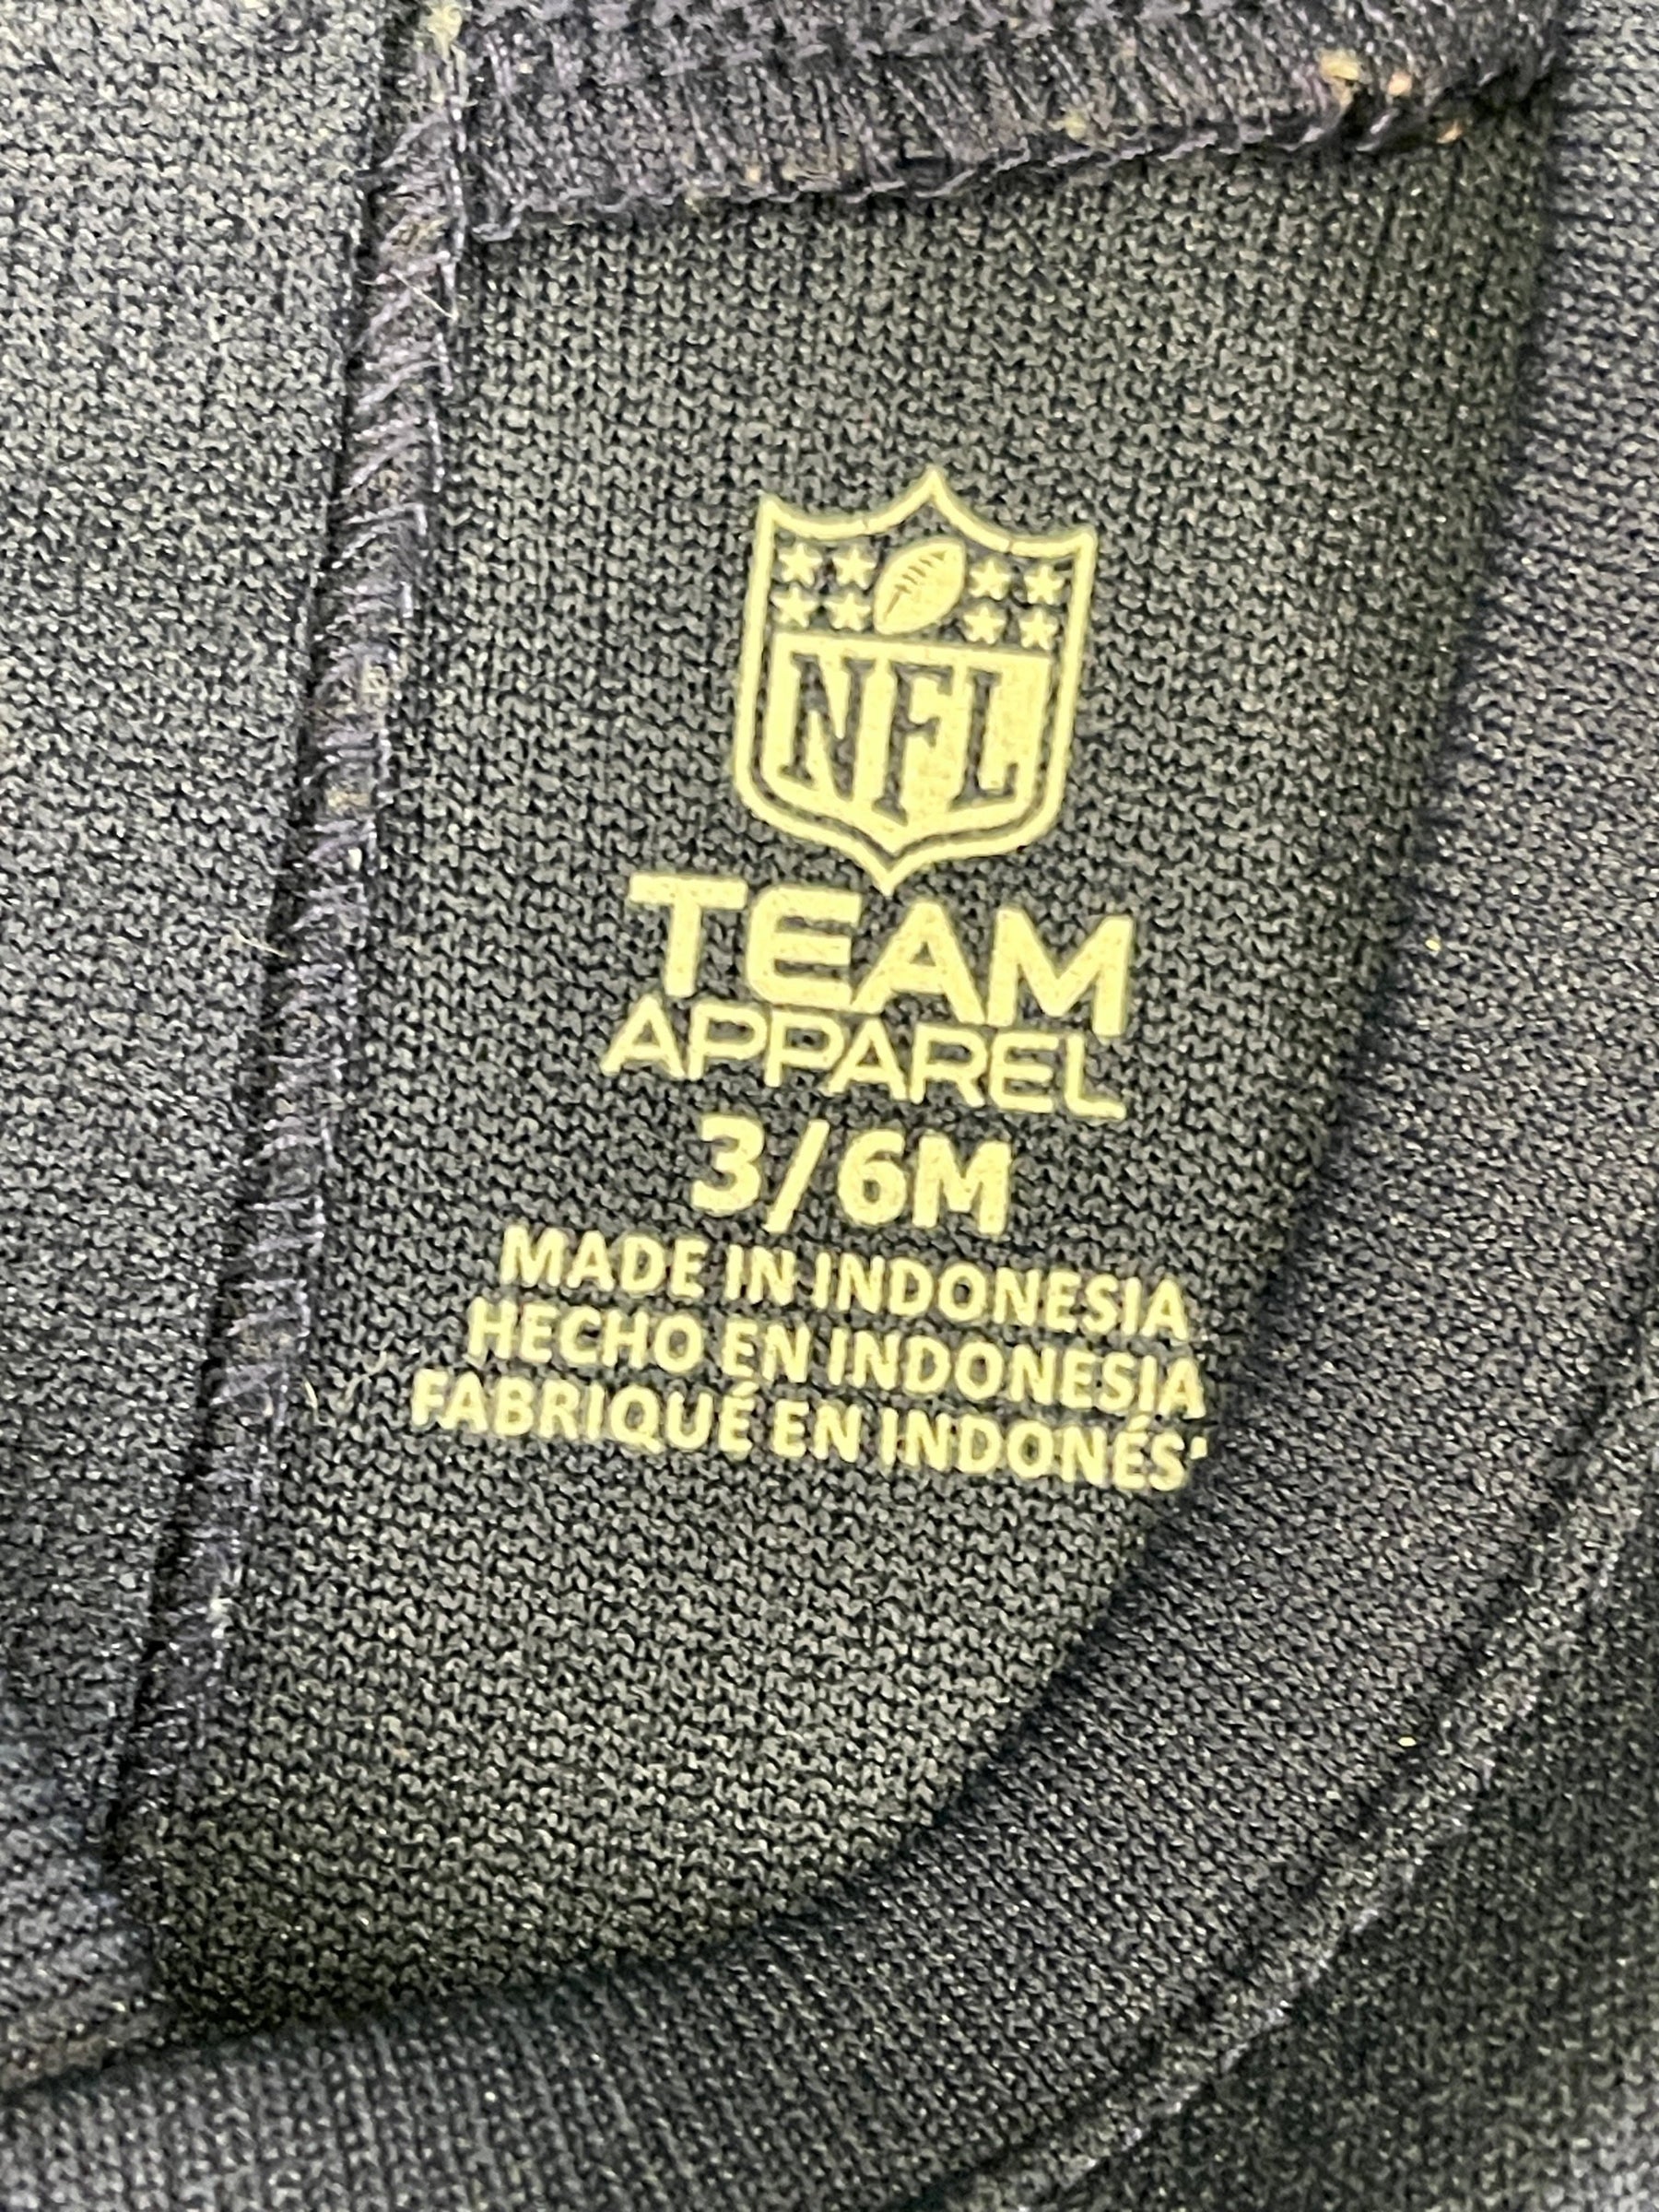 NFL
TEAM
APPAREL
3/6M
MADE IN INDONESIA
HECHO EN INDONESIA
FABRIQUÉ EN INDONÉS